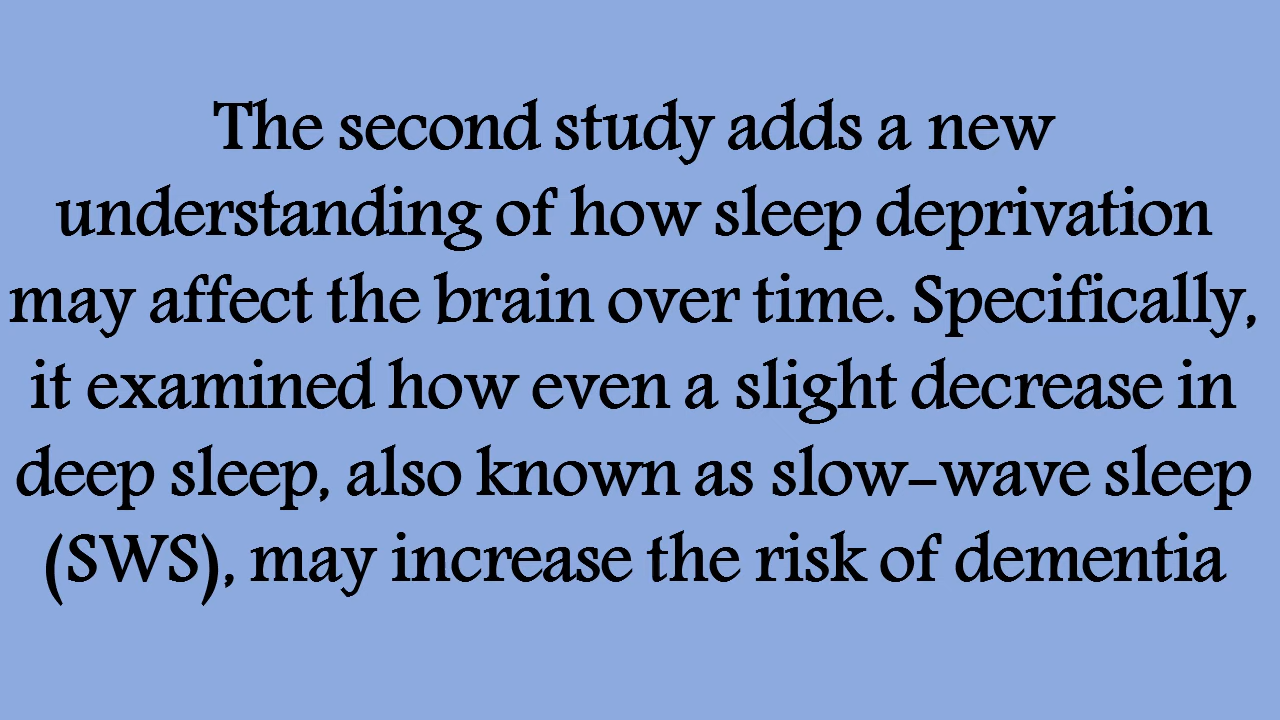 The second study adds a new
understanding of how sleep deprivation
may affect the brain over time. Specifically,
it examined how even a slight decrease in
deep sleep, also known as slow-wave sleep
(SWS), may increase the risk of dementia